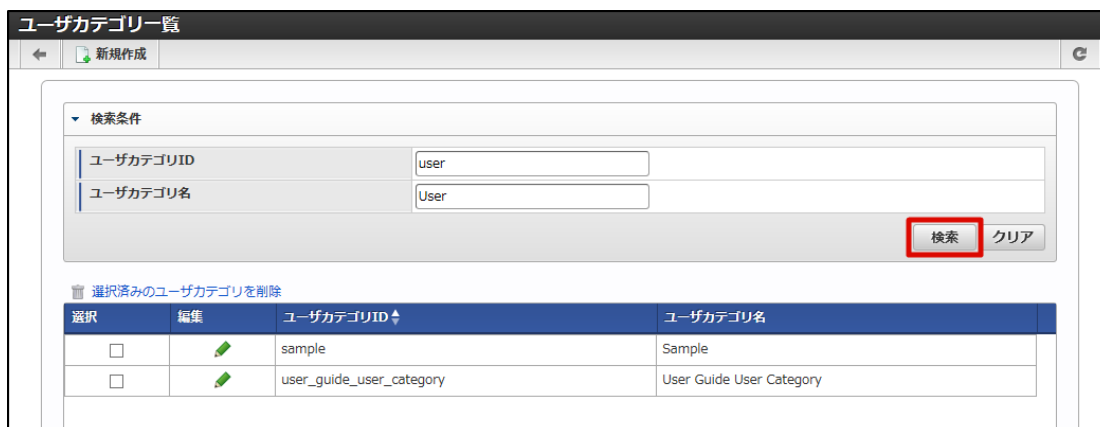 ユーザカテゴリ一覧
新規作成
検索条件
ユーザカテゴリID user
ユーザカテゴリ名 User
検索 クリア
選択済みのユーザカテゴリを削除
選択 編集 ユーザカテゴリID ユーザカテゴリ名
sample Sample
user_guide_user_category User Guide User Category